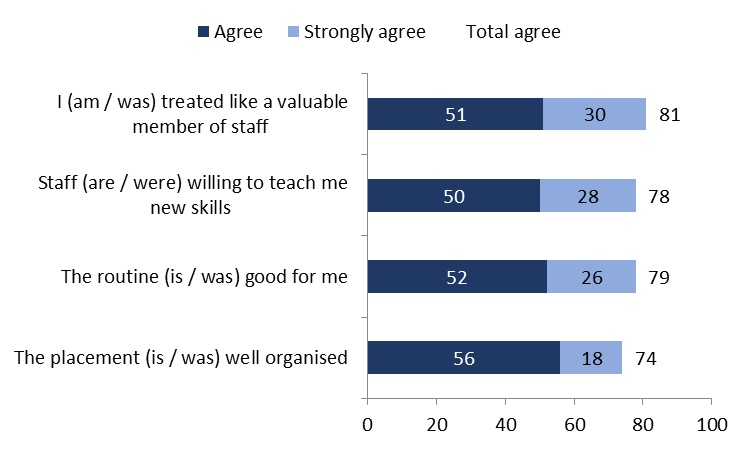 Agree Strongly agree Total agree
I (am / was) treated like a valuable
member of staff
51 30 81
Staff (are / were) willing to teach me
new skills
50 28 78
The routine (is / was) good for me
52 26 79
The placement (is / was) well organised
56 18 74
0 20 40 60 80 100